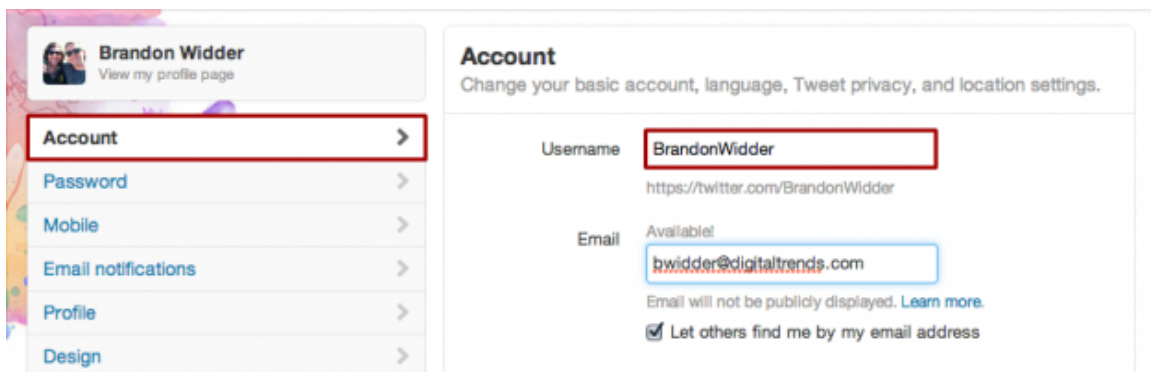 Brandon Widder
View my profile page
Account
Password
Mobile
Email notifications
Profile
Design
Account
Change your basic account, language, Tweet privacy, and location settings.
Username
BrandonWidder
https://twitter.com/BrandonWidder
Email
Available!
bwidder@digitaltrends.com
Email will not be publicly displayed. Learn more.
Let others find me by my email address